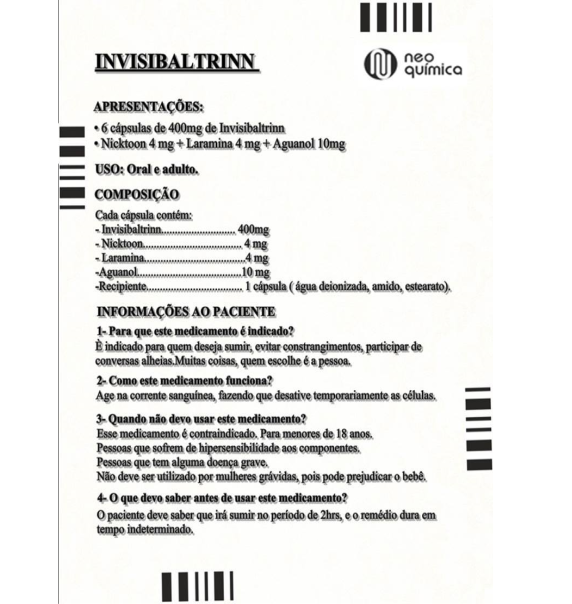 neo
química
INVISIBALTRINN
APRESENTAÇÕES:
• 6 cápsulas de 400mg de Invisibaltrinn
• Nicktoon 4 mg + Laramina 4 mg + Aguanol 10mg
USO: Oral e adulto.
COMPOSIÇÃO
Cada cápsula contém:
- Invisibaltrinn.......................... 400mg
- Nicktoon.................................. 4 mg
- Laramina...................................4 mg
-Aguanol....................................10 mg
-Recipiente................................. 1 cápsula ( água deionizada, amido, estearato).
INFORMAÇÕES AO PACIENTE
1- Para que este medicamento é indicado?
È indicado para quem deseja sumir, evitar constrangimentos, participar de
conversas alheias.Muitas coisas, quem escolhe é a pessoa.
2- Como este medicamento funciona?
Age na corrente sanguínea, fazendo que desative temporariamente as células.
3- Quando não devo usar este medicamento?
Esse medicamento é contraindicado. Para menores de 18 anos.
Pessoas que sofrem de hipersensibilidade aos componentes.
Pessoas que tem alguma doença grave.
Não deve ser utilizado por mulheres grávidas, pois pode prejudicar o bebê.
4- O que devo saber antes de usar este medicamento?
O paciente deve saber que irá sumir no período de 2hrs, e o remédio dura em
tempo indeterminado.